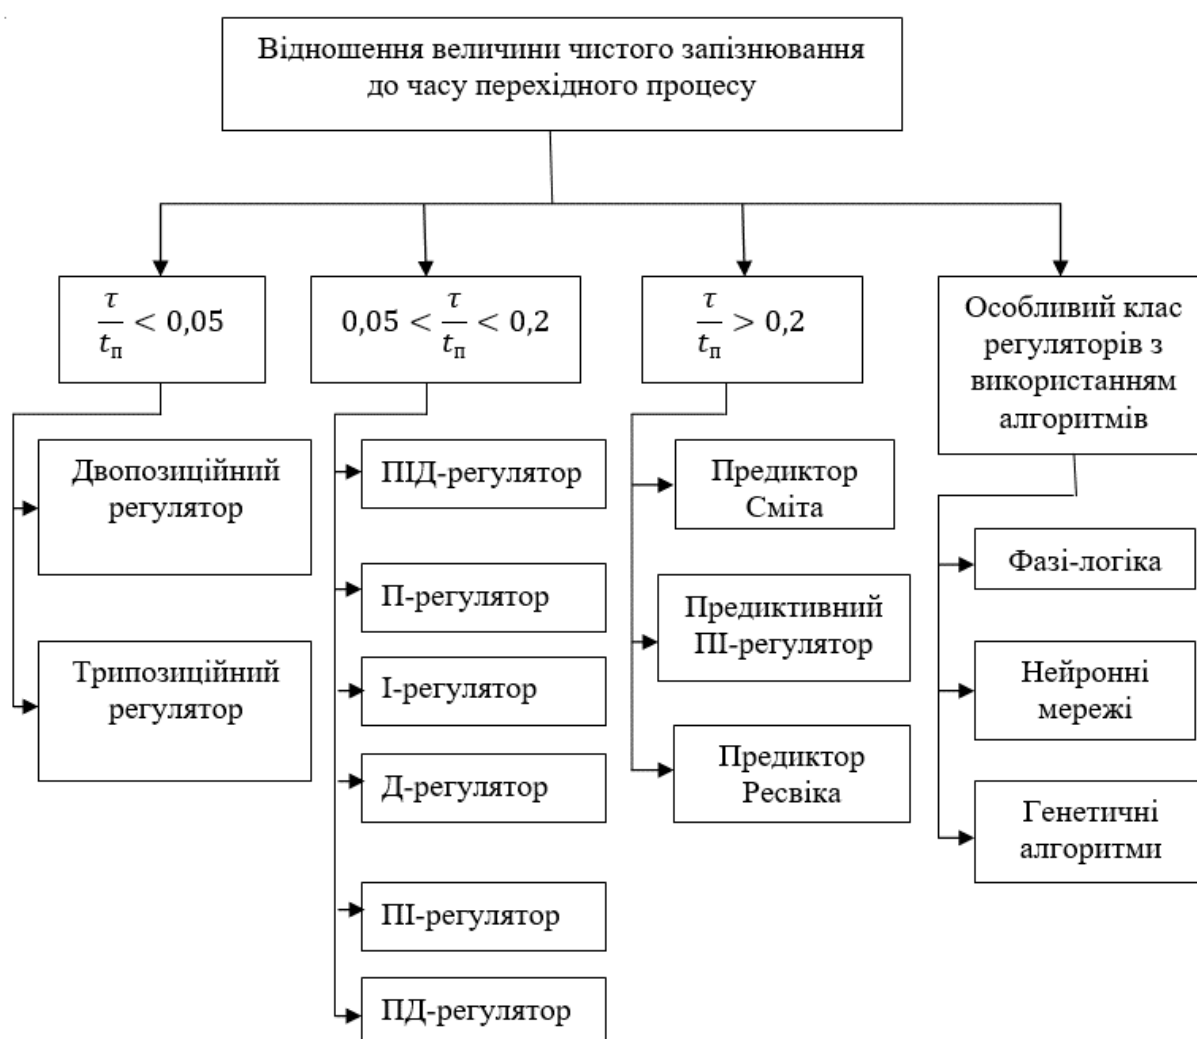 Відношення величини чистого запізнювання
до часу перехідного процесу
τ/tп < 0,05
0,05 < τ/tп < 0,2
τ/tп > 0,2
Особливий клас
регуляторів з
використанням
алгоритмів
Двопозиційний
регулятор
Трипозиційний
регулятор
ПІД-регулятор
П-регулятор
І-регулятор
Д-регулятор
ПІ-регулятор
ПД-регулятор
Предиктор
Сміта
Предиктивний
ПІ-регулятор
Предиктор
Ресвіка
Фазі-логіка
Нейронні
мережі
Генетичні
алгоритми